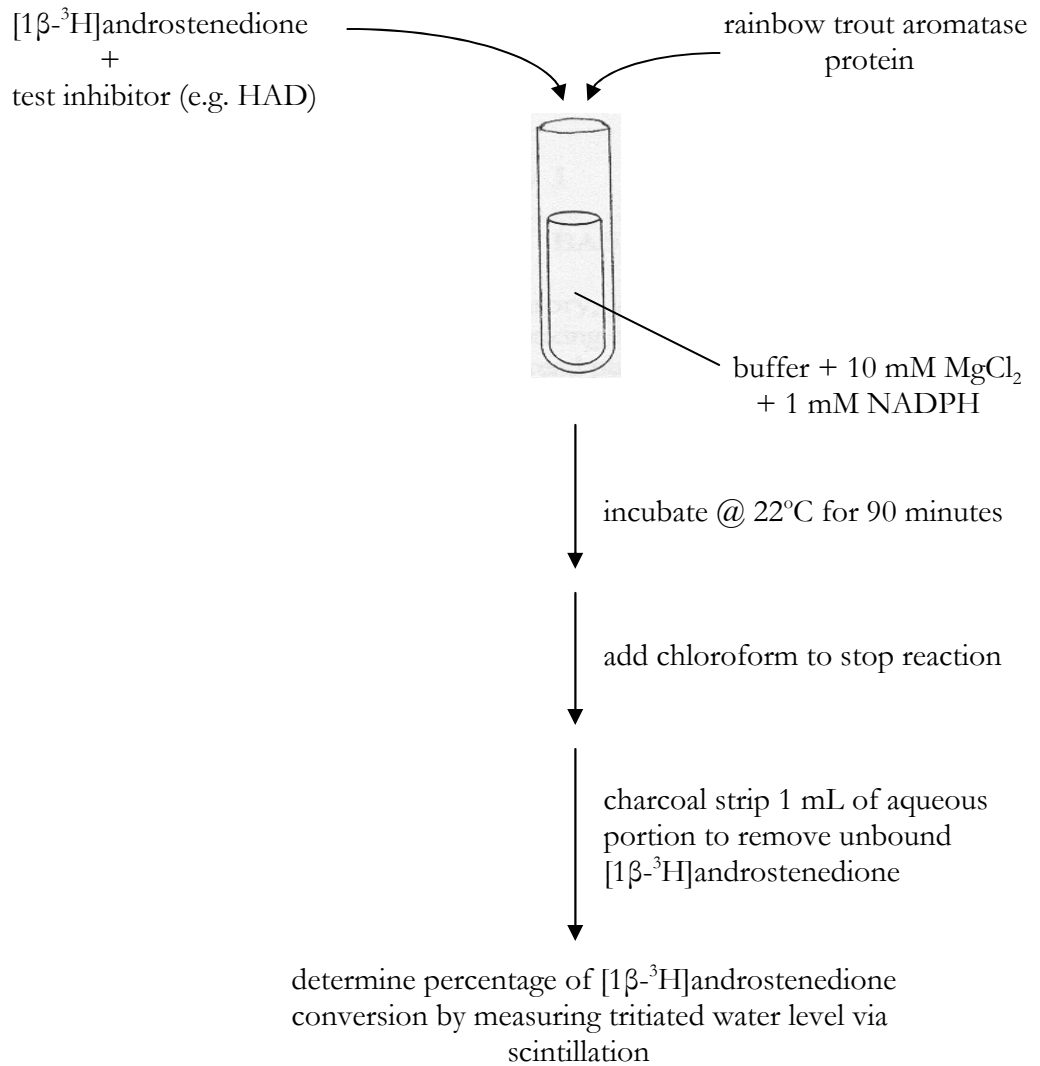 [1β-³H]androstenedione
+
test inhibitor (e.g. HAD)
rainbow trout aromatase
protein
buffer + 10 mM MgCl₂
+ 1 mM NADPH
incubate @ 22°C for 90 minutes
add chloroform to stop reaction
charcoal strip 1 mL of aqueous
portion to remove unbound
[1β-³H]androstenedione
determine percentage of [1β-³H]androstenedione
conversion by measuring tritiated water level via
scintillation